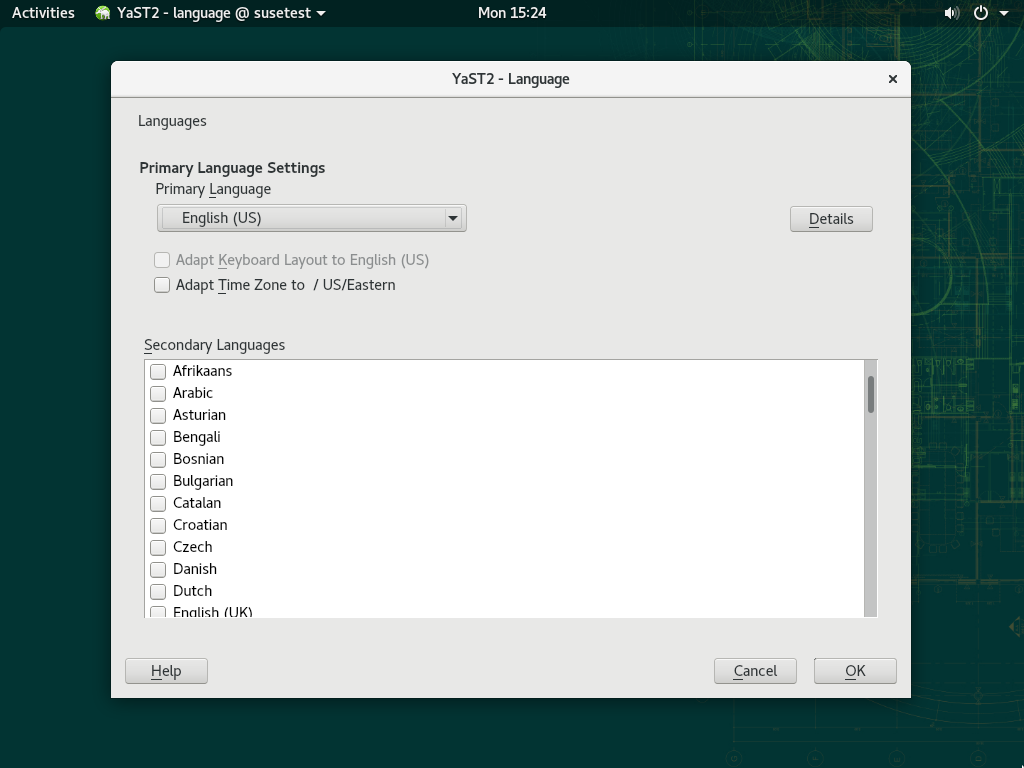 Activities YaST2 - language @ susetest Mon 15:24
YaST2 - Language
Languages
Primary Language Settings
Primary Language
English (US)
Details
Adapt Keyboard Layout to English (US)
Adapt Time Zone to / US/Eastern
Secondary Languages
Afrikaans
Arabic
Asturian
Bengali
Bosnian
Bulgarian
Catalan
Croatian
Czech
Danish
Dutch
English (UK)
Help Cancel OK